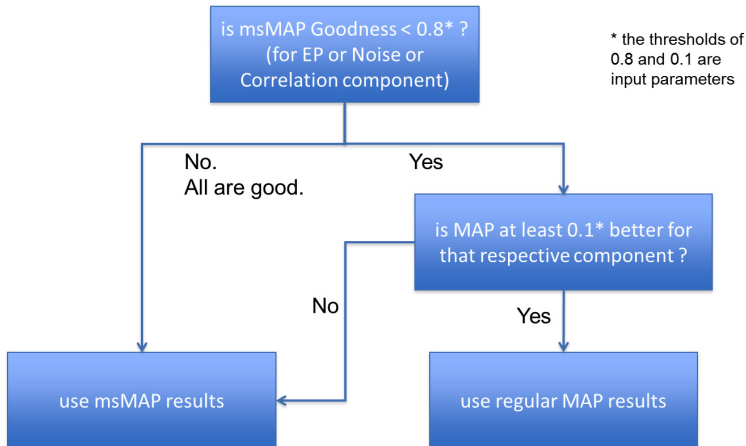 is msMAP Goodness < 0.8* ?
(for EP or Noise or
Correlation component)
* the thresholds of
0.8 and 0.1 are
input parameters
No.
All are good.
Yes
is MAP at least 0.1* better for
that respective component ?
No
Yes
use msMAP results
use regular MAP results